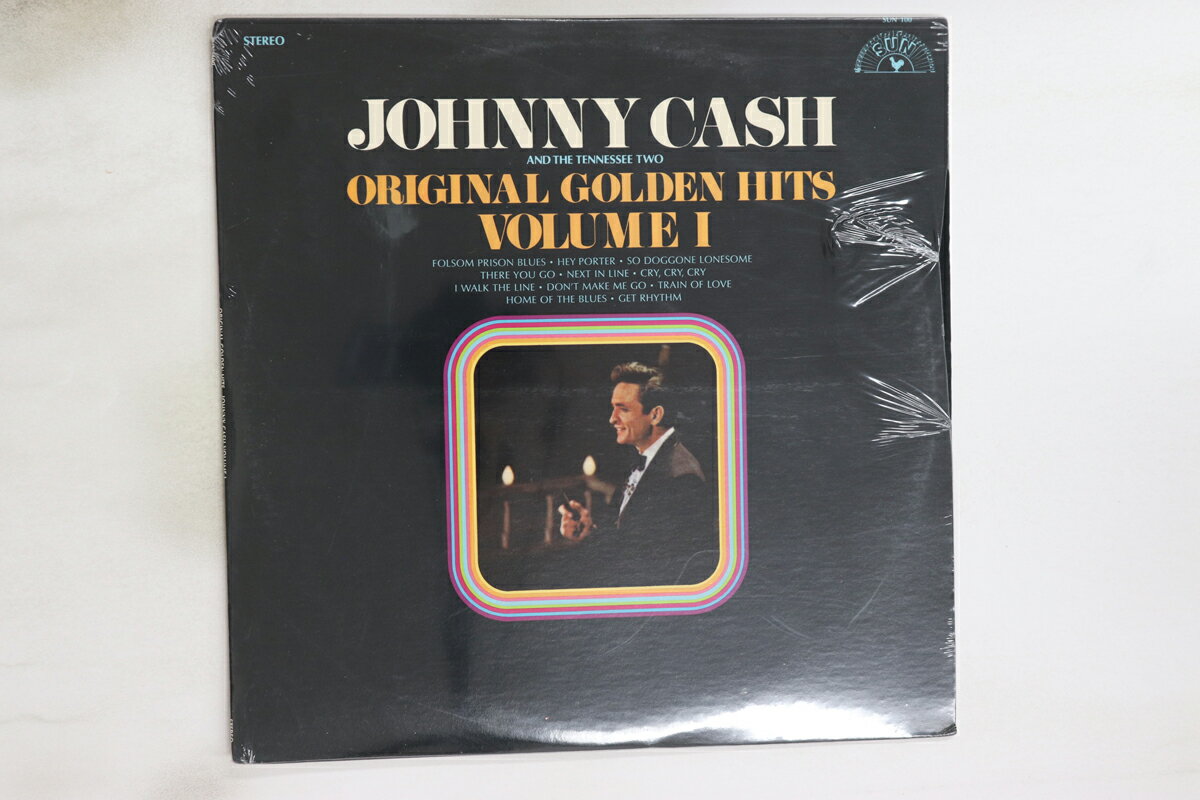 SUN 100
STEREO
SUN
JOHNNY CASH
AND THE TENNESSEE TWO
ORIGINAL GOLDEN HITS
VOLUME I
FOLSOM PRISON BLUES • HEY PORTER • SO DOGGONE LONESOME
THERE YOU GO • NEXT IN LINE • CRY, CRY, CRY
I WALK THE LINE • DON'T MAKE ME GO • TRAIN OF LOVE
HOME OF THE BLUES • GET RHYTHM